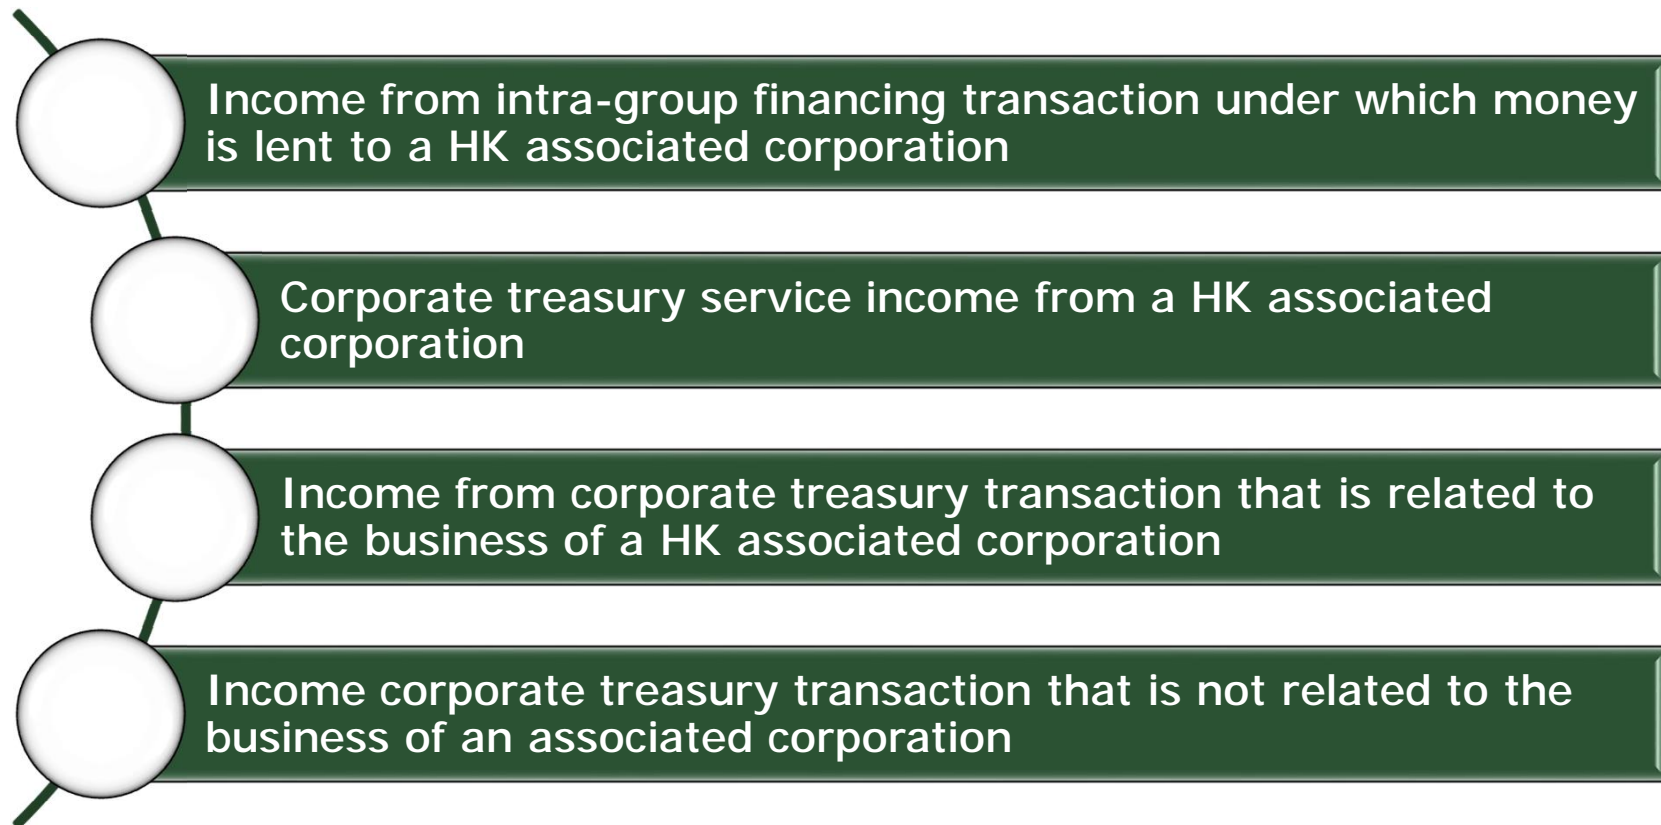 Income from intra-group financing transaction under which money
is lent to a HK associated corporation
Corporate treasury service income from a HK associated
corporation
Income from corporate treasury transaction that is related to
the business of a HK associated corporation
Income corporate treasury transaction that is not related to the
business of an associated corporation